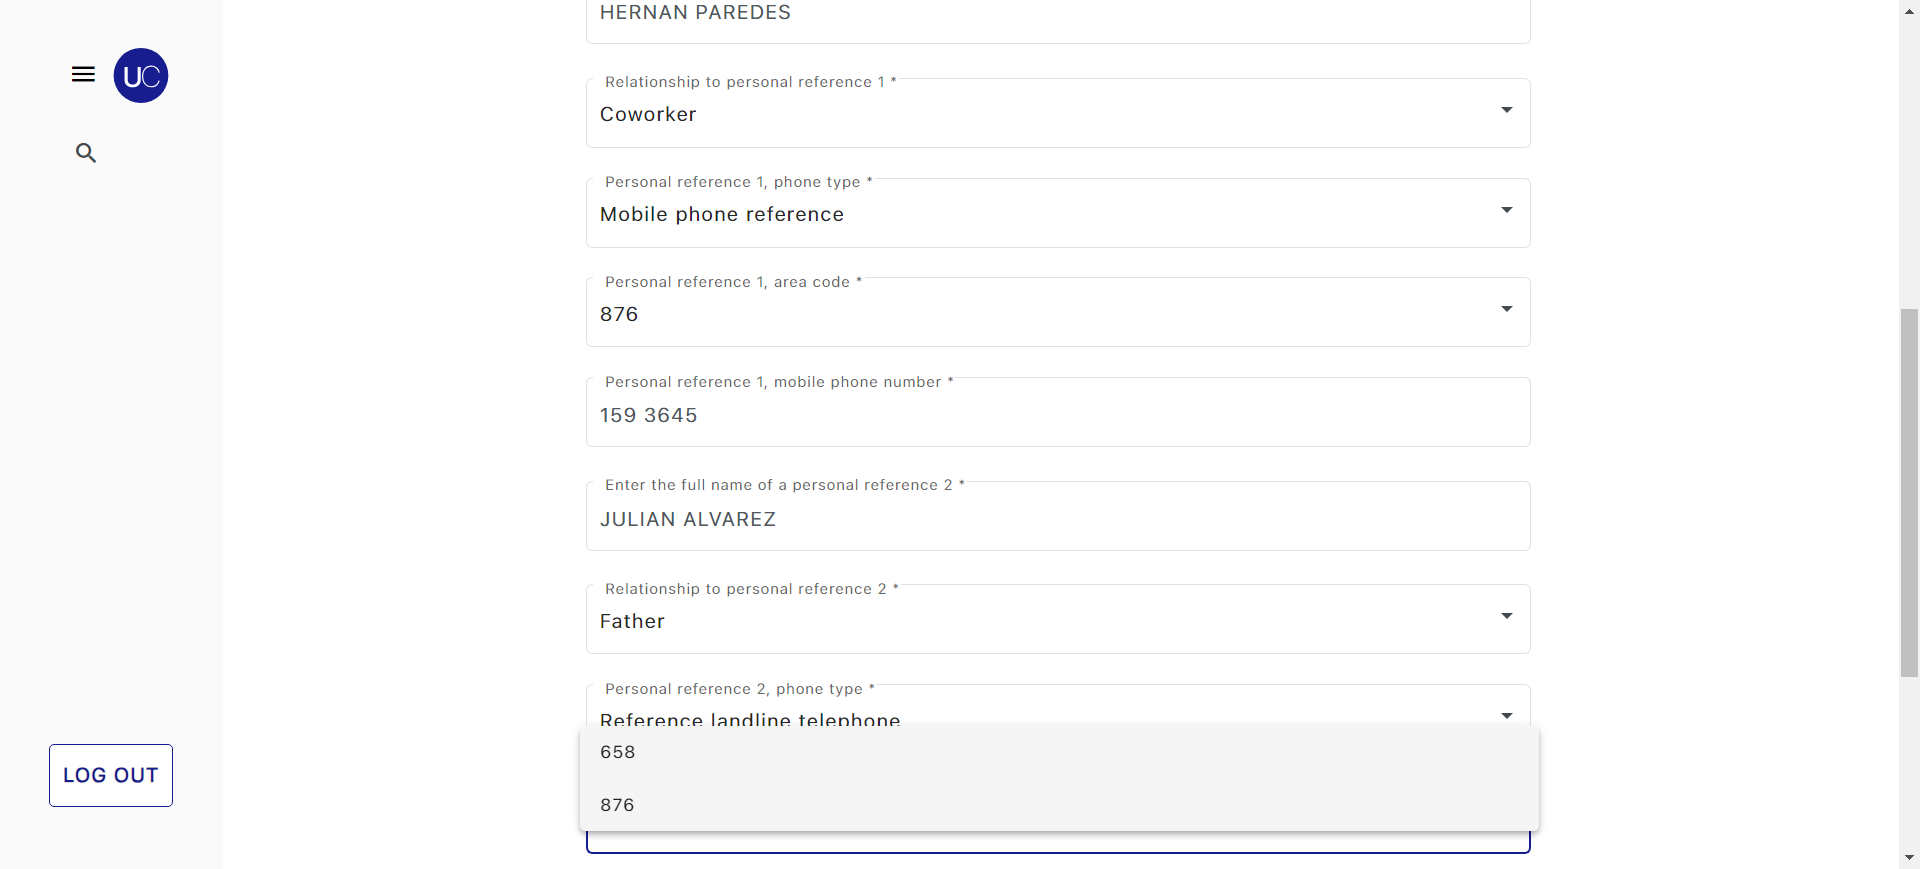 HERNAN PAREDES
UC
Relationship to personal reference 1 *
Coworker
Personal reference 1, phone type *
Mobile phone reference
Personal reference 1, area code *
876
Personal reference 1, mobile phone number *
159 3645
Enter the full name of a personal reference 2 *
JULIAN ALVAREZ
Relationship to personal reference 2 *
Father
Personal reference 2, phone type *
Reference landline telephone
658
876
LOG OUT